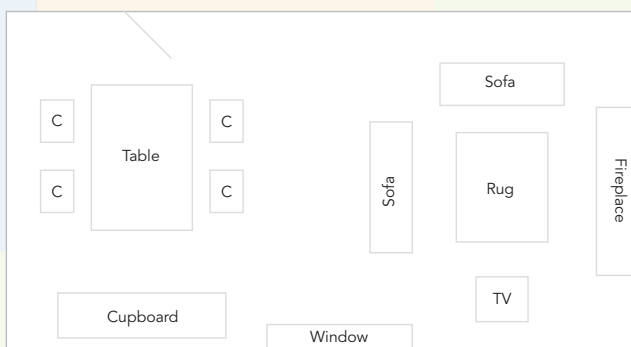 Sofa
C
C
Table
Sofa
Rug
Fireplace
C
C
TV
Cupboard
Window